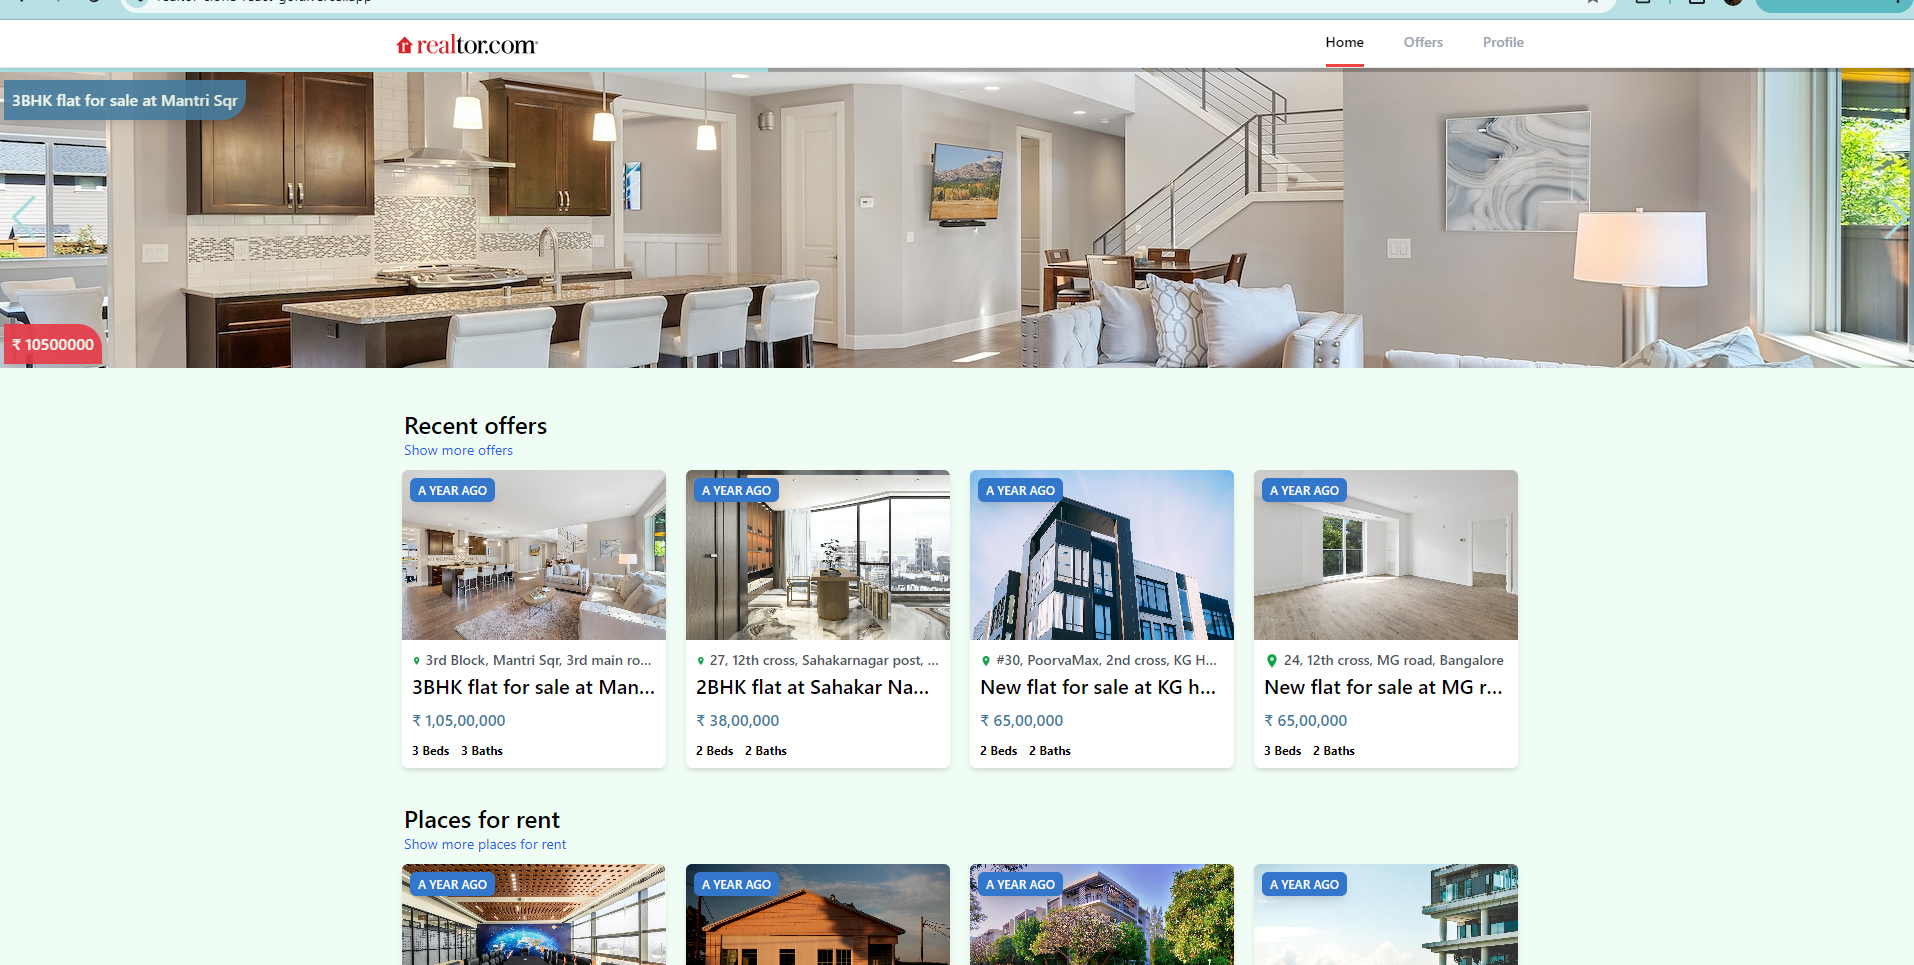 realtor.com
Home
Offers
Profile
3BHK flat for sale at Mantri Sqr
₹ 10500000
Recent offers
Show more offers
A YEAR AGO
A YEAR AGO
A YEAR AGO
A YEAR AGO
3rd Block, Mantri Sqr, 3rd main ro...
27, 12th cross, Sahakarnagar post, ...
#30, PoorvaMax, 2nd cross, KG H...
24, 12th cross, MG road, Bangalore
3BHK flat for sale at Man...
2BHK flat at Sahakar Na...
New flat for sale at KG h...
New flat for sale at MG r...
₹ 1,05,00,000
₹ 38,00,000
₹ 65,00,000
₹ 65,00,000
3 Beds 3 Baths
2 Beds 2 Baths
2 Beds 2 Baths
3 Beds 2 Baths
Places for rent
Show more places for rent
A YEAR AGO
A YEAR AGO
A YEAR AGO
A YEAR AGO